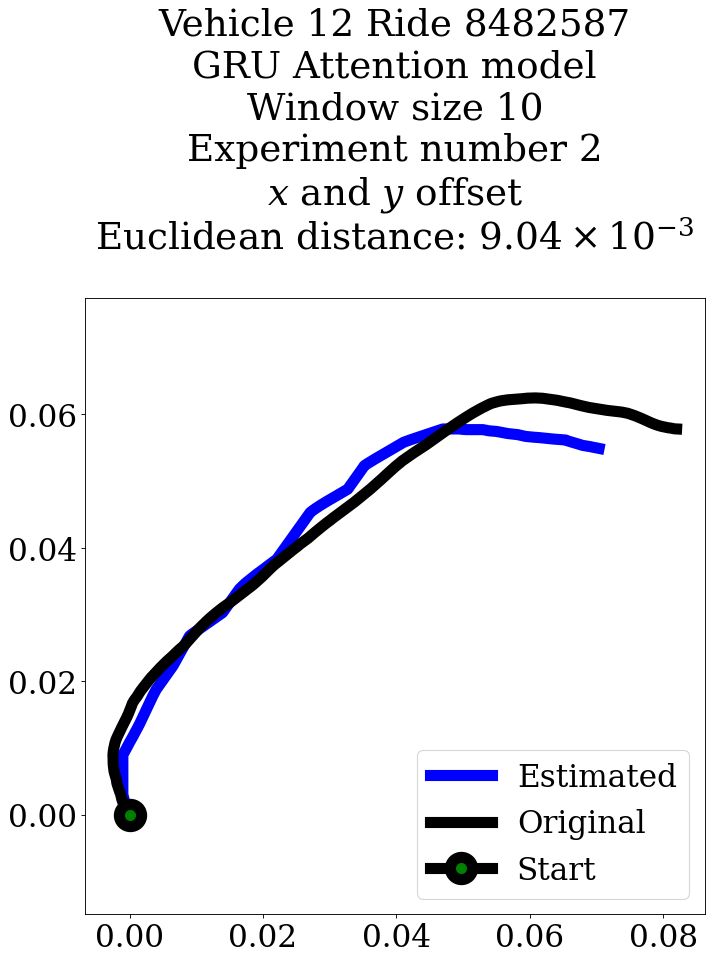 Vehicle 12 Ride 8482587
GRU Attention model
Window size 10
Experiment number 2
x and y offset
Euclidean distance: 9.04 × 10⁻³
0.06
0.04
0.02
0.00
Estimated
Original
Start
0.00 0.02 0.04 0.06 0.08